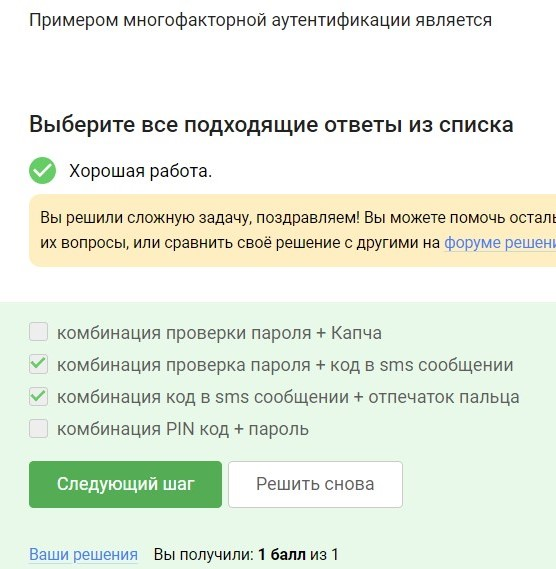 Примером многофакторной аутентификации является
Выберите все подходящие ответы из списка
Хорошая работа.
Вы решили сложную задачу, поздравляем! Вы можете помочь
их вопросы, или сравнить своё решение с другими на форуме
комбинация проверки пароля + Капча
комбинация проверка пароля + код в sms сообщении
комбинация код в sms сообщении + отпечаток пальца
комбинация PIN код + пароль
Следующий шаг
Решить снова
Ваши решения Вы получили: 1 балл из 1